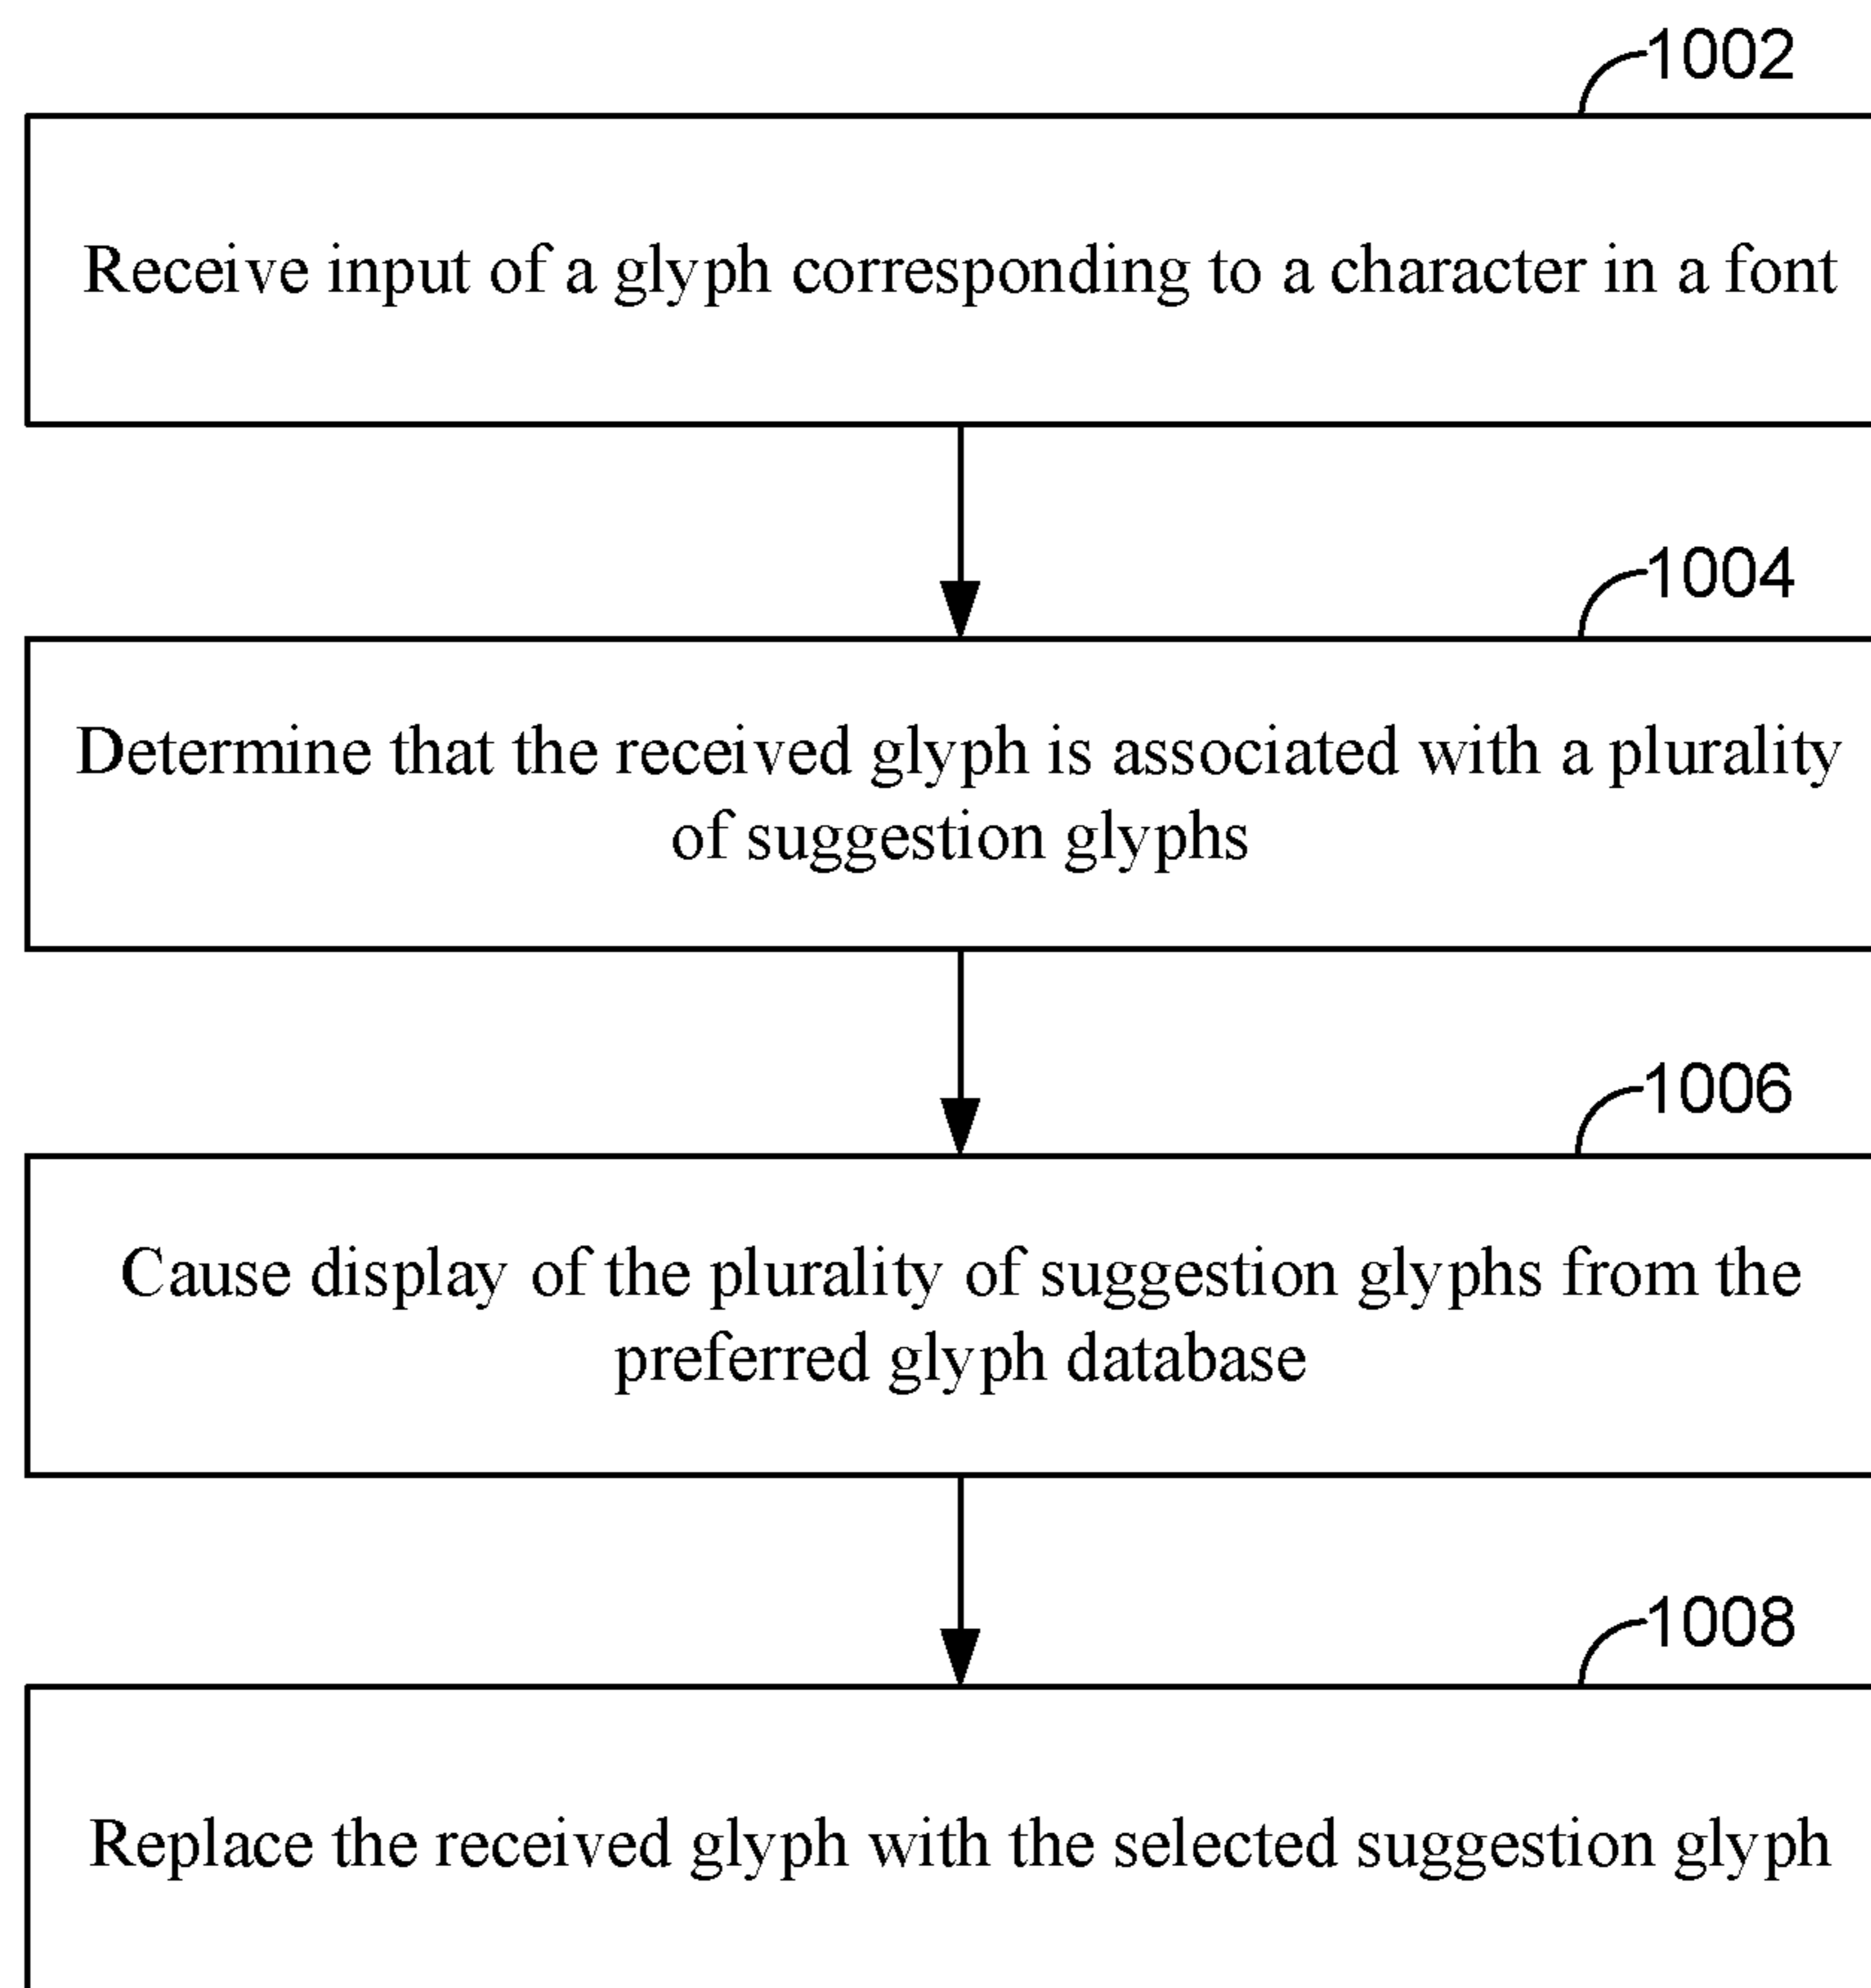 1002
Receive input of a glyph corresponding to a character in a font
1004
Determine that the received glyph is associated with a plurality
of suggestion glyphs
1006
Cause display of the plurality of suggestion glyphs from the
preferred glyph database
1008
Replace the received glyph with the selected suggestion glyph